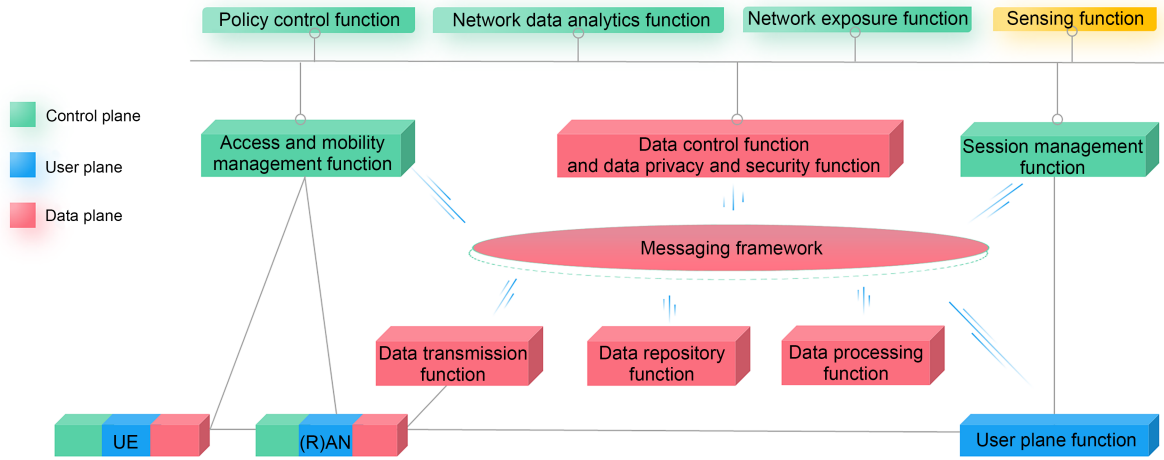 Policy control function
Network data analytics function
Network exposure function
Sensing function
Control plane
User plane
Data plane
Access and mobility
management function
Data control function
and data privacy and security function
Session management
function
Messaging framework
Data transmission
function
Data repository
function
Data processing
function
UE
(R)AN
User plane function